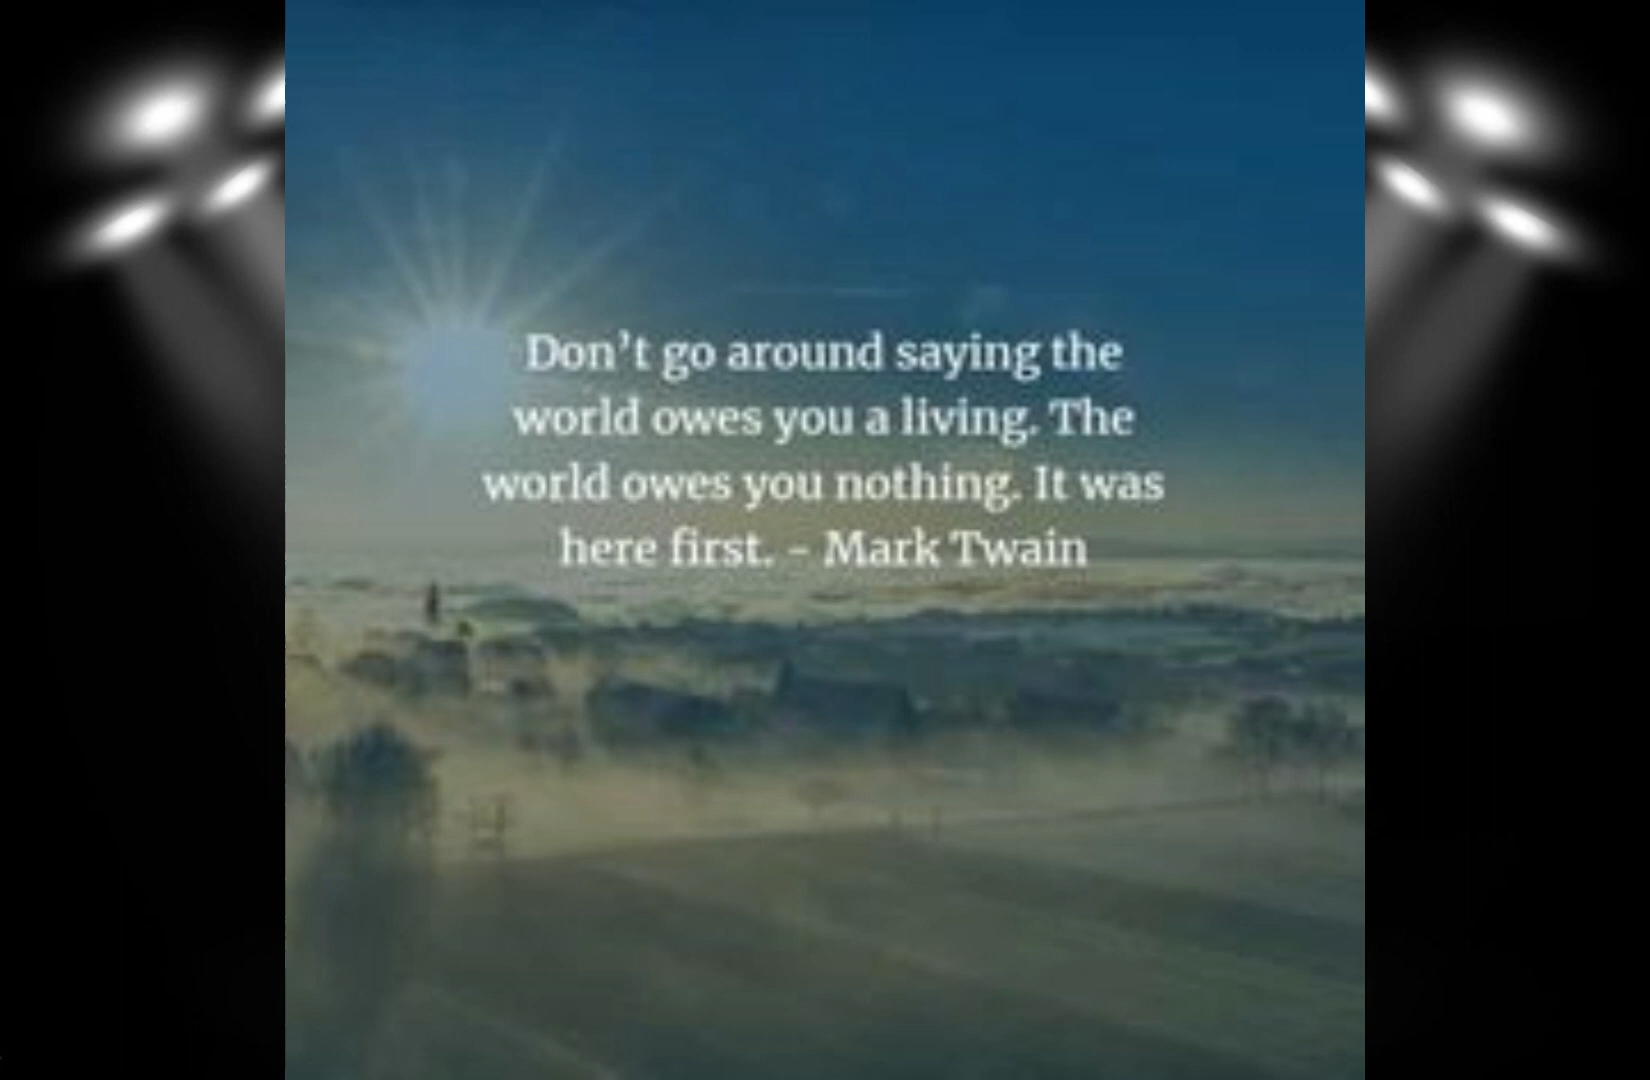 Don’t go around saying the
world owes you a living. The
world owes you nothing. It was
here first. - Mark Twain